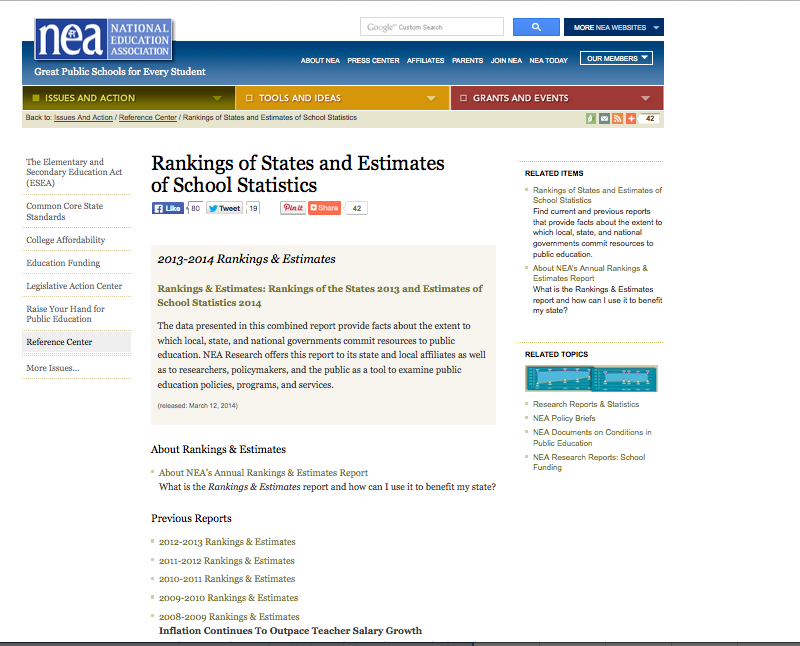 nea NATIONAL
EDUCATION
ASSOCIATION
Great Public Schools for Every Student
Google™ Custom Search
MORE NEA WEBSITES
ABOUT NEA PRESS CENTER AFFILIATES PARENTS JOIN NEA NEA TODAY OUR MEMBERS
ISSUES AND ACTION TOOLS AND IDEAS GRANTS AND EVENTS
Back to: Issues And Action / Reference Center / Rankings of States and Estimates of School Statistics
42
The Elementary and
Secondary Education Act
(ESEA)
Common Core State
Standards
College Affordability
Education Funding
Legislative Action Center
Raise Your Hand for
Public Education
Reference Center
More Issues...
Rankings of States and Estimates
of School Statistics
Like 80 Tweet 19 Pin it Share 42
2013-2014 Rankings & Estimates
Rankings & Estimates: Rankings of the States 2013 and Estimates of
School Statistics 2014
The data presented in this combined report provide facts about the extent to
which local, state, and national governments commit resources to public
education. NEA Research offers this report to its state and local affiliates as well
as to researchers, policymakers, and the public as a tool to examine public
education policies, programs, and services.
(released: March 12, 2014)
About Rankings & Estimates
About NEA's Annual Rankings & Estimates Report
What is the Rankings & Estimates report and how can I use it to benefit my state?
Previous Reports
2012-2013 Rankings & Estimates
2011-2012 Rankings & Estimates
2010-2011 Rankings & Estimates
2009-2010 Rankings & Estimates
2008-2009 Rankings & Estimates
Inflation Continues To Outpace Teacher Salary Growth
RELATED ITEMS
Rankings of States and Estimates of
School Statistics
Find current and previous reports
that provide facts about the extent to
which local, state, and national
governments commit resources to
public education.
About NEA's Annual Rankings &
Estimates Report
What is the Rankings & Estimates
report and how can I use it to benefit
my state?
RELATED TOPICS
Research Reports & Statistics
NEA Policy Briefs
NEA Documents on Conditions in
Public Education
NEA Research Reports: School
Funding